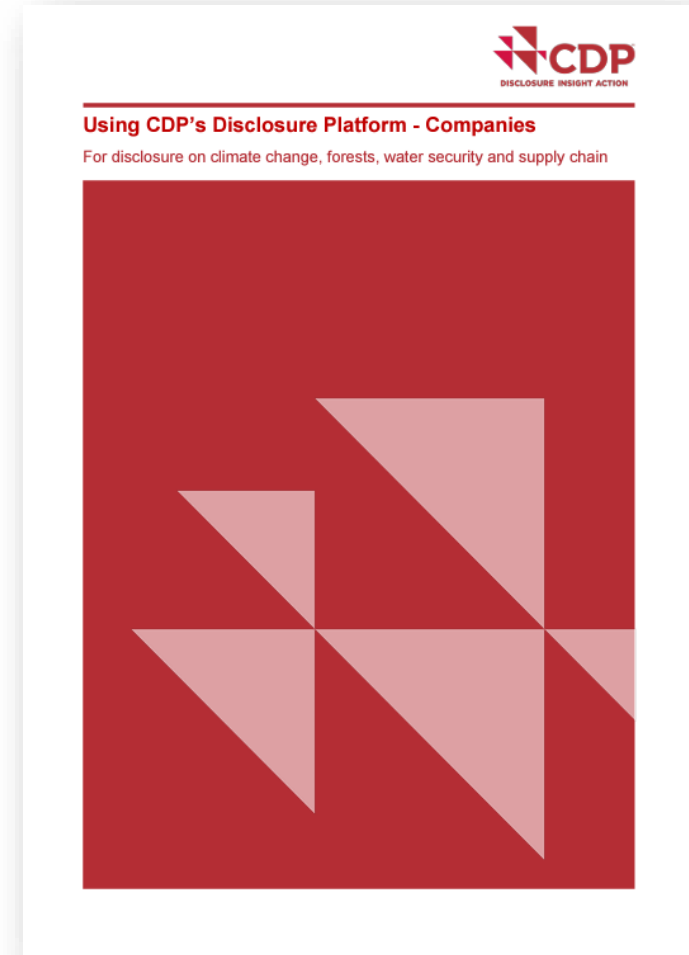 CDP
DISCLOSURE INSIGHT ACTION
Using CDP's Disclosure Platform - Companies
For disclosure on climate change, forests, water security and supply chain